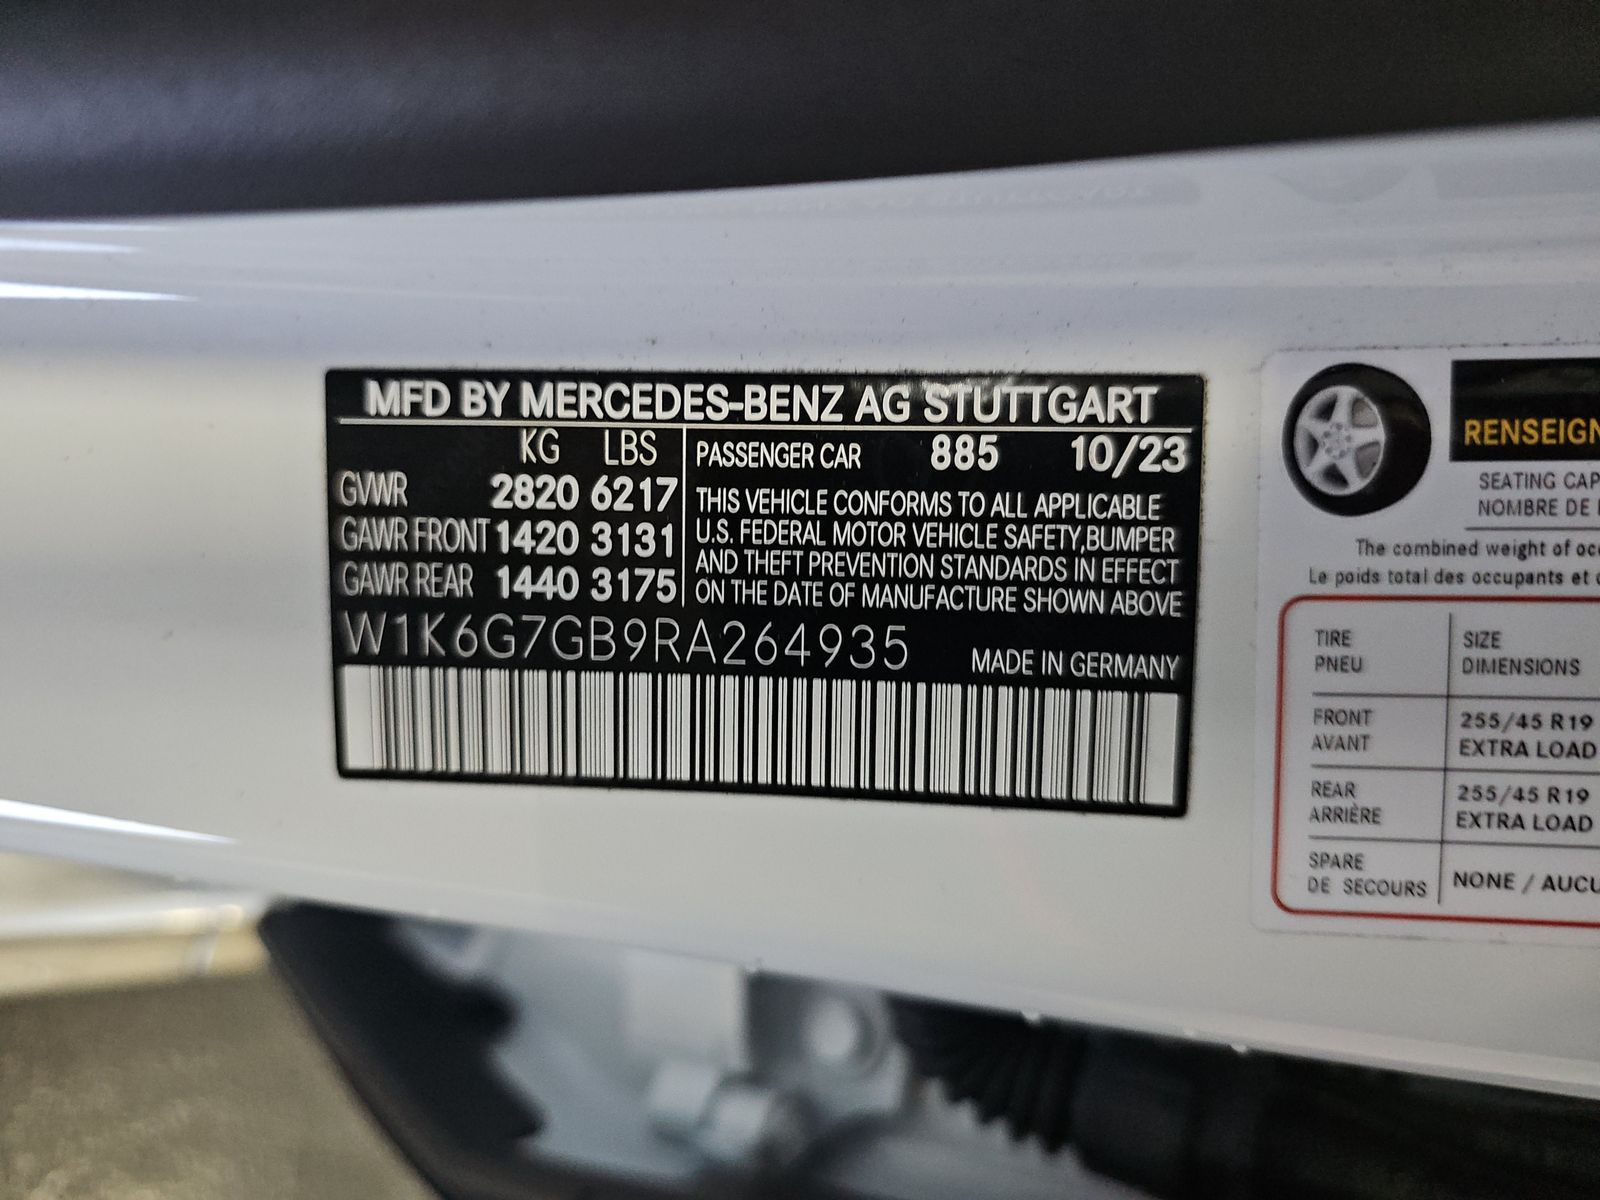 MFD BY MERCEDES-BENZ AG STUTTGART
KG LBS
GVWR 2820 6217
GAWR FRONT 1420 3131
GAWR REAR 1440 3175
PASSENGER CAR 885 10/23
THIS VEHICLE CONFORMS TO ALL APPLICABLE
U.S. FEDERAL MOTOR VEHICLE SAFETY,BUMPER
AND THEFT PREVENTION STANDARDS IN EFFECT
ON THE DATE OF MANUFACTURE SHOWN ABOVE
W1K6G7GB9RA264935
MADE IN GERMANY
RENSEIGN
SEATING CAP
NOMBRE DE
The combined weight of occ
Le poids total des occupants et
TIRE SIZE
PNEU DIMENSIONS
FRONT 255/45 R19
AVANT EXTRA LOAD
REAR 255/45 R19
ARRIÈRE EXTRA LOAD
SPARE
DE SECOURS
NONE / AUCU